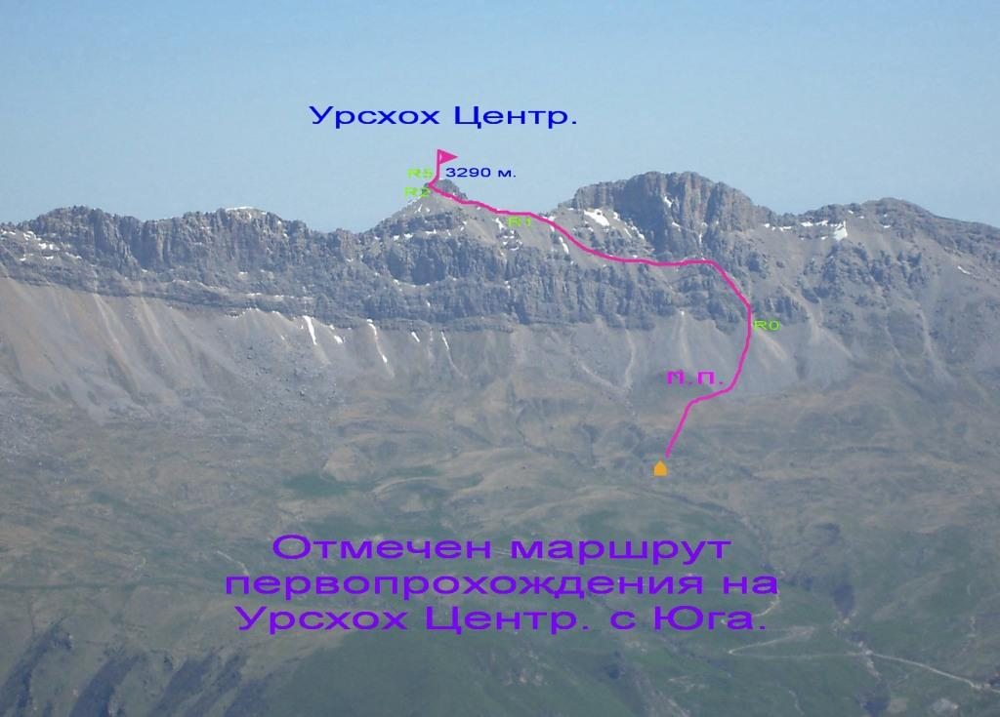 Урсхох Центр.
R5 3290 м.
R2
R1
R0
М.П.
Отмечен маршрут
первопрохождения на
Урсхох Центр. с Юга.